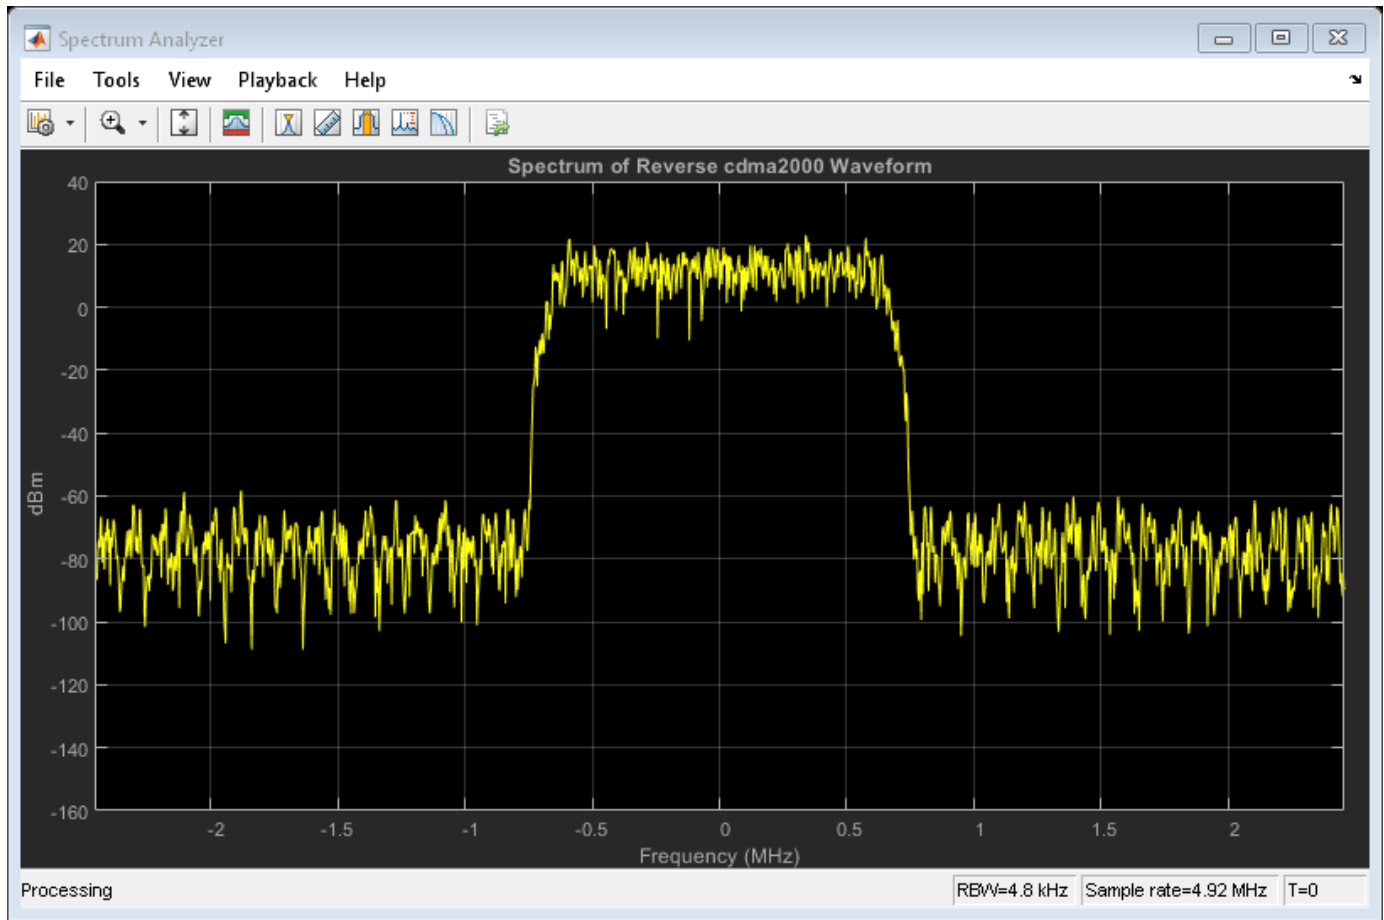 Spectrum Analyzer
File Tools View Playback Help
Spectrum of Reverse cdma2000 Waveform
40
20
0
-20
-40
-60
-80
-100
-120
-140
-160
dBm
-2 -1.5 -1 -0.5 0 0.5 1 1.5 2
Frequency (MHz)
Processing RBW=4.8 kHz Sample rate=4.92 MHz T=0